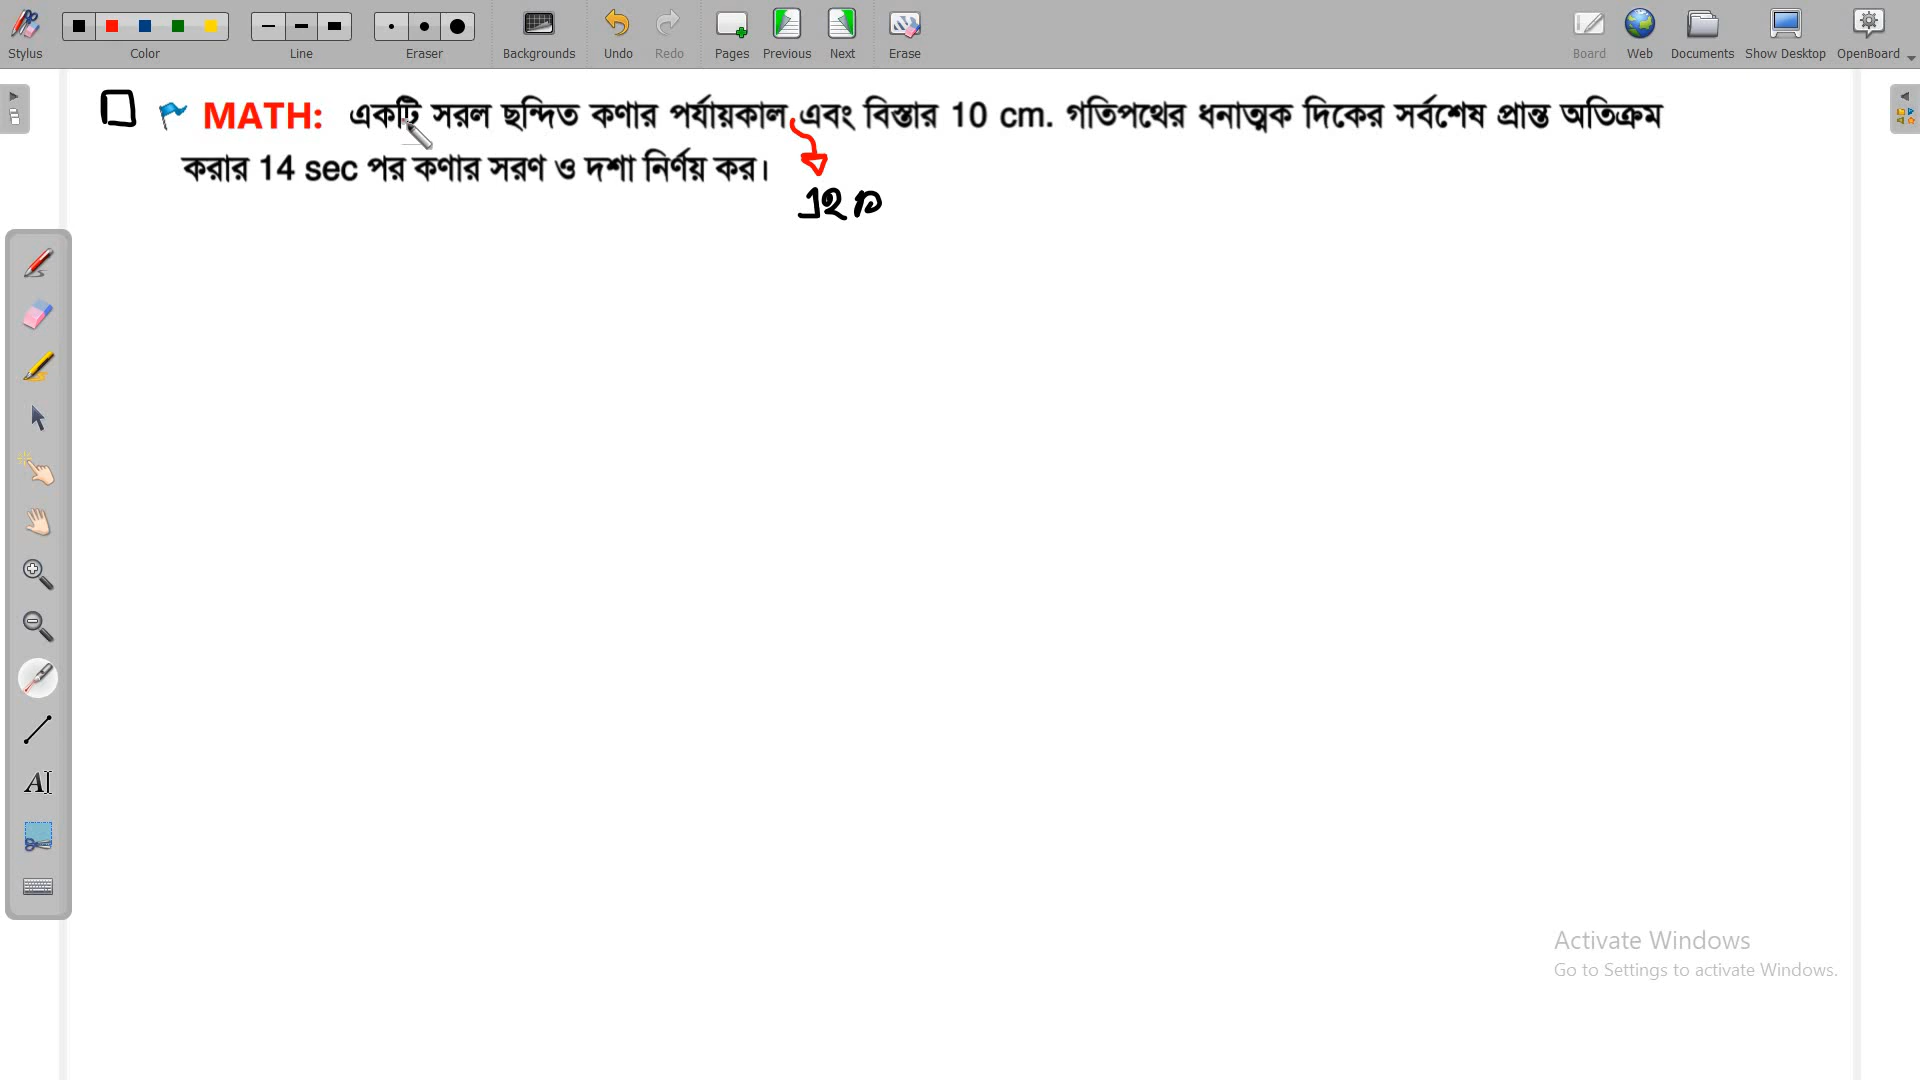 Stylus
Color
Line
Eraser
Backgrounds
Undo
Redo
Pages
Previous
Next
Erase
Board
Web
Documents
Show Desktop
OpenBoard
MATH: একটি সরল ছন্দিত কণার পর্যায়কাল এবং বিস্তার 10 cm. গতিপথের ধনাত্মক দিকের সর্বশেষ প্রান্ত অতিক্রম
করার 14 sec পর কণার সরণ ও দশা নির্ণয় কর।
AI
Activate Windows
Go to Settings to activate Windows.